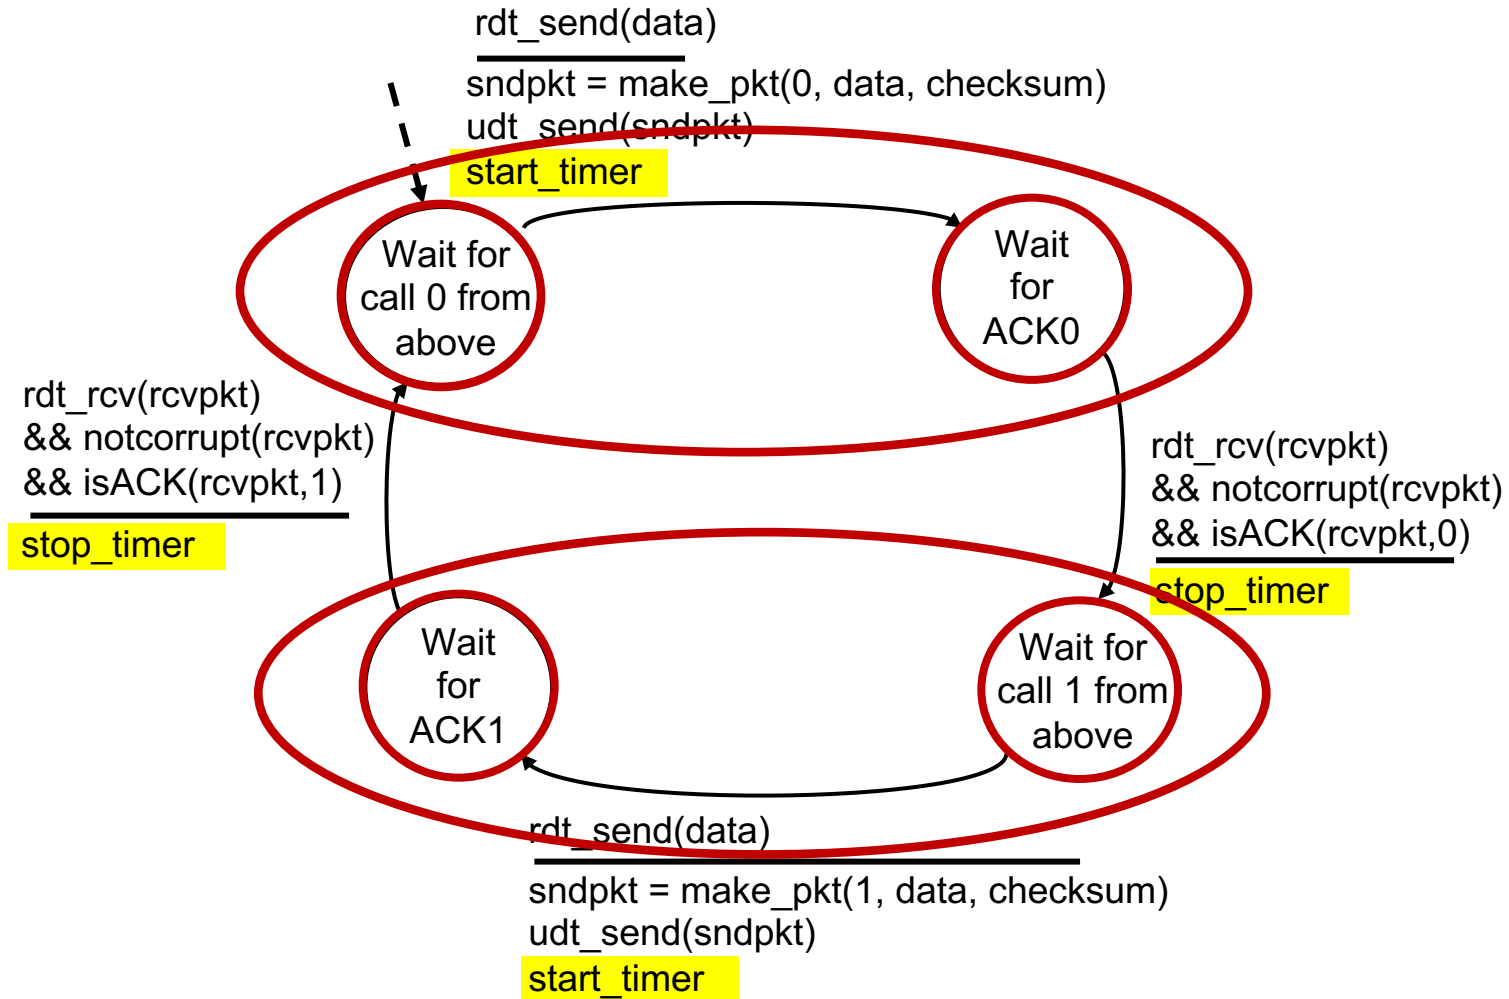 rdt_send(data)
sndpkt = make_pkt(0, data, checksum)
udt_send(sndpkt)
start_timer
Wait for
call 0 from
above
Wait
for
ACK0
rdt_rcv(rcvpkt)
&& notcorrupt(rcvpkt)
&& isACK(rcvpkt,1)
stop_timer
rdt_rcv(rcvpkt)
&& notcorrupt(rcvpkt)
&& isACK(rcvpkt,0)
stop_timer
Wait
for
ACK1
Wait for
call 1 from
above
rdt_send(data)
sndpkt = make_pkt(1, data, checksum)
udt_send(sndpkt)
start_timer